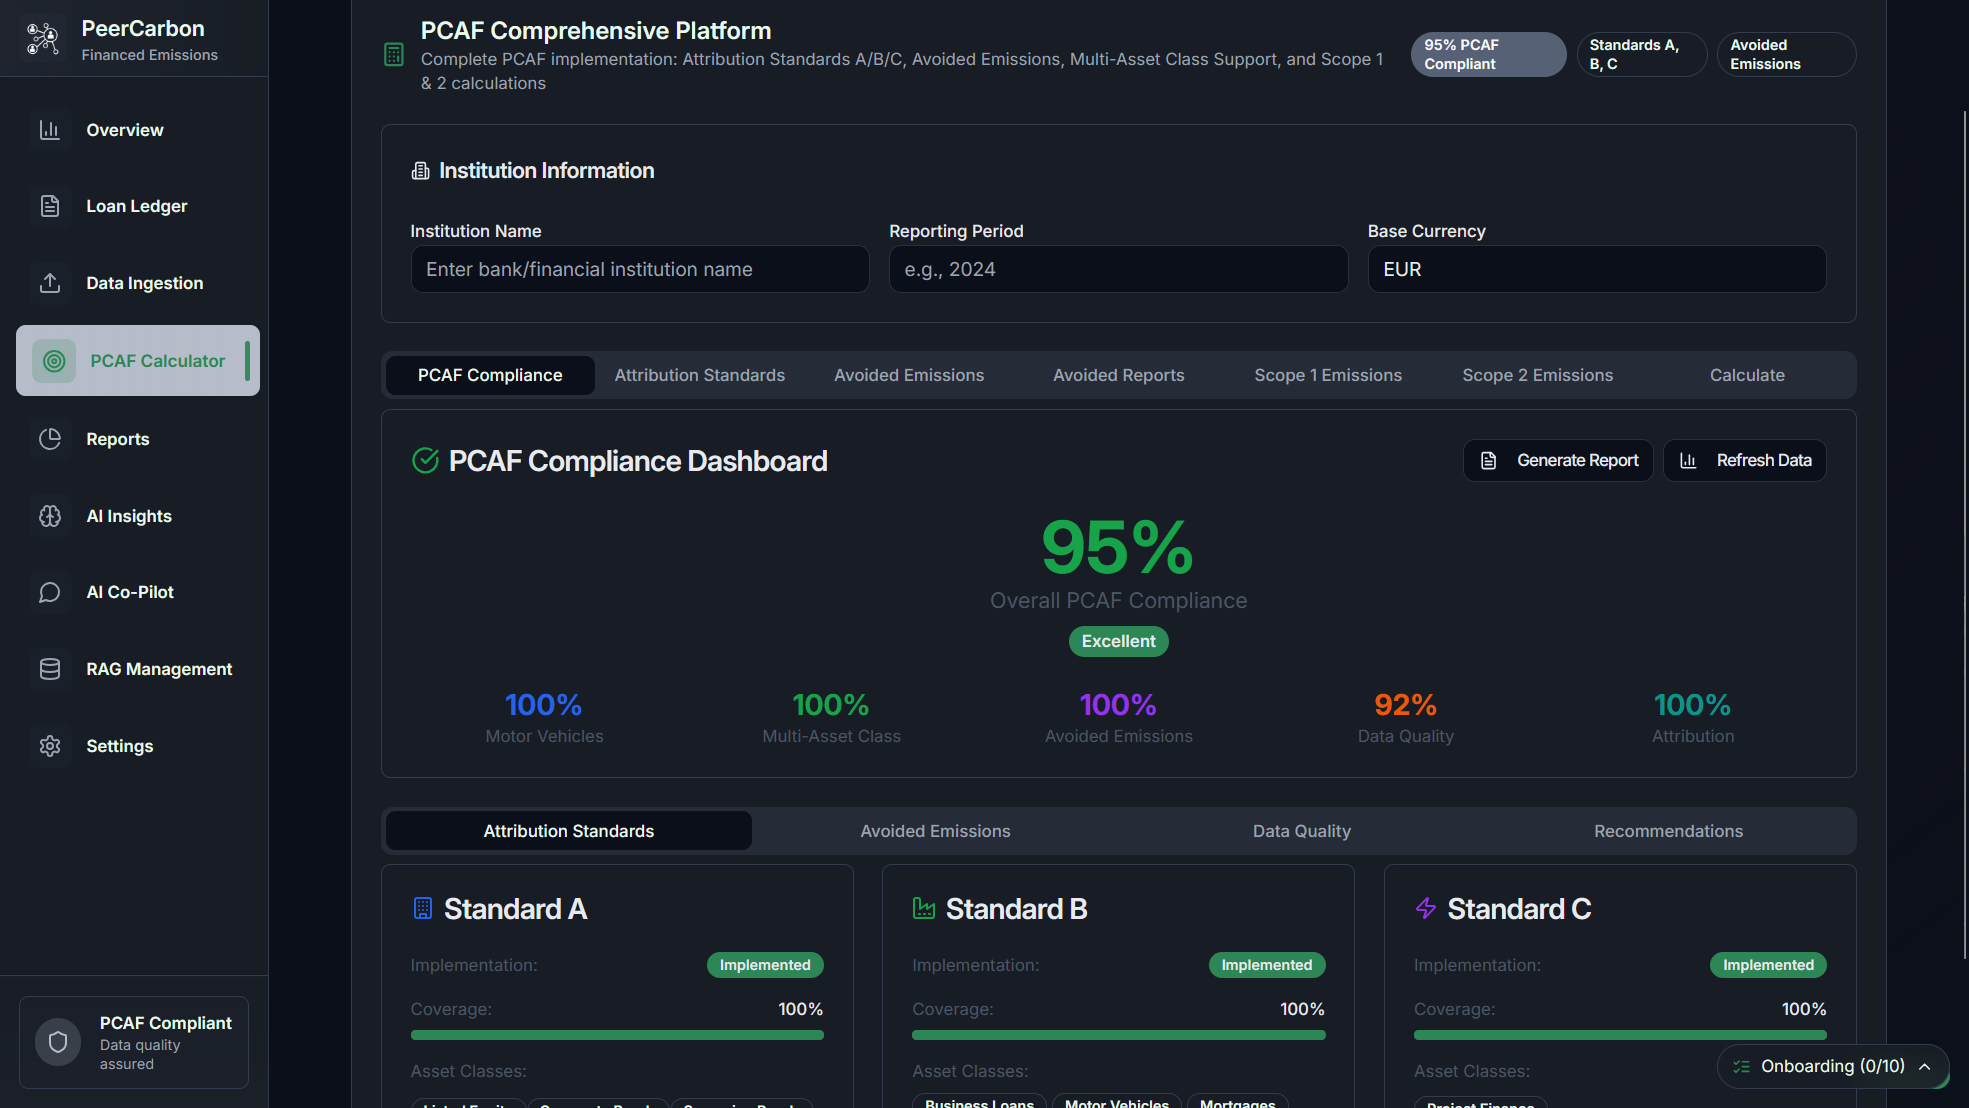 PeerCarbon
Financed Emissions
Overview
Loan Ledger
Data Ingestion
PCAF Calculator
Reports
AI Insights
AI Co-Pilot
RAG Management
Settings
PCAF Compliant
Data quality
assured
PCAF Comprehensive Platform
Complete PCAF implementation: Attribution Standards A/B/C, Avoided Emissions, Multi-Asset Class Support, and Scope 1
& 2 calculations
95% PCAF
Compliant
Standards A,
B, C
Avoided
Emissions
Institution Information
Institution Name
Enter bank/financial institution name
Reporting Period
e.g., 2024
Base Currency
EUR
PCAF Compliance
Attribution Standards
Avoided Emissions
Avoided Reports
Scope 1 Emissions
Scope 2 Emissions
Calculate
PCAF Compliance Dashboard
Generate Report
Refresh Data
95%
Overall PCAF Compliance
Excellent
100%
Motor Vehicles
100%
Multi-Asset Class
100%
Avoided Emissions
92%
Data Quality
100%
Attribution
Attribution Standards
Avoided Emissions
Data Quality
Recommendations
Standard A
Implementation:
Implemented
Coverage:
100%
Asset Classes:
Standard B
Implementation:
Implemented
Coverage:
100%
Asset Classes:
Business Loans
Motor Vehicles
Mortgages
Standard C
Implementation:
Implemented
Coverage:
100%
Asset Classes:
Project Finance
Onboarding (0/10)